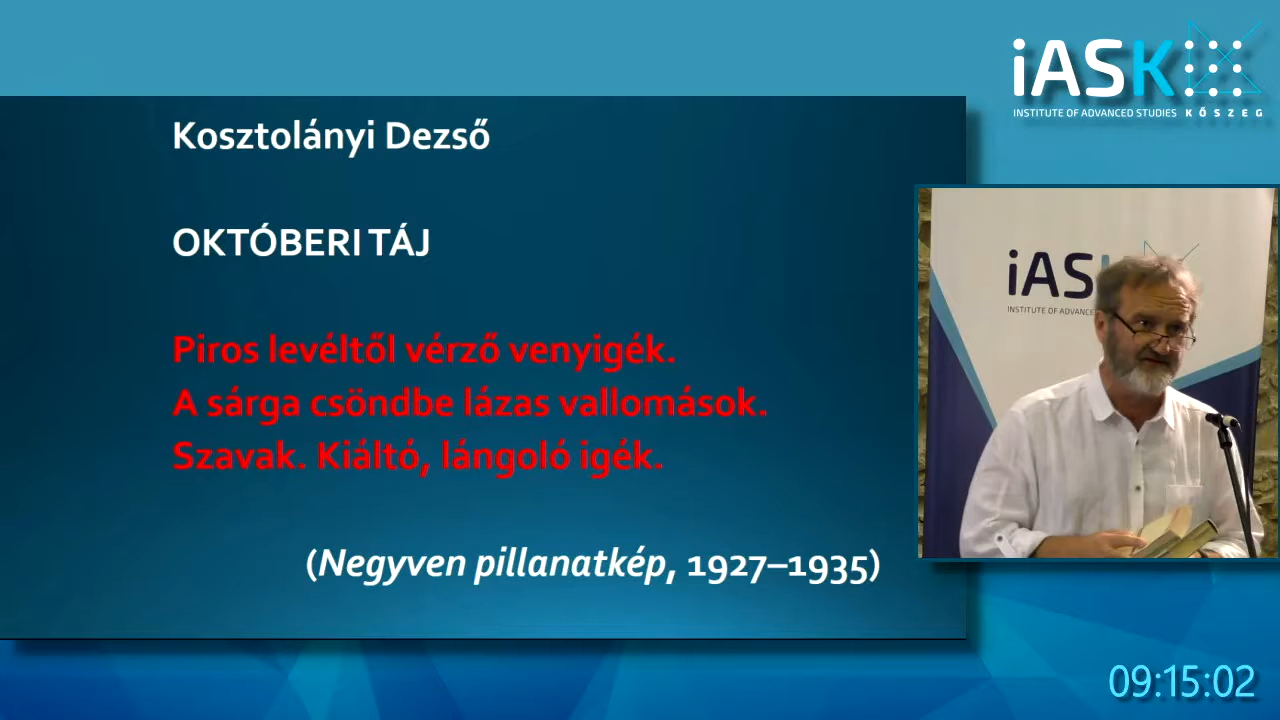 Kosztolányi Dezső
OKTÓBERI TÁJ
Piros levéltől vérző venyigék.
A sárga csöndbe lázas vallomások.
Szavak. Kiáltó, lángoló igék.
(Negyven pillanatkép, 1927–1935)
iASK
INSTITUTE OF ADVANCED STUDIES KŐSZEG
iAS
INSTITUTE OF ADVANCE
09:15:02